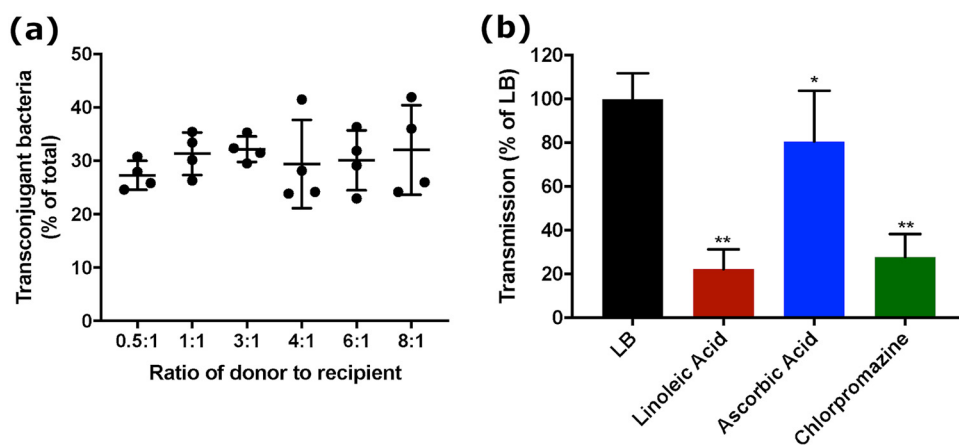 (a)
Transconjugant bacteria
(% of total)
50
40
30
20
10
0
0.5:1 1:1 3:1 4:1 6:1 8:1
Ratio of donor to recipient
(b)
Transmission (% of LB)
120
100
80
60
40
20
0
** * **
LB
Linoleic Acid
Ascorbic Acid
Chlorpromazine